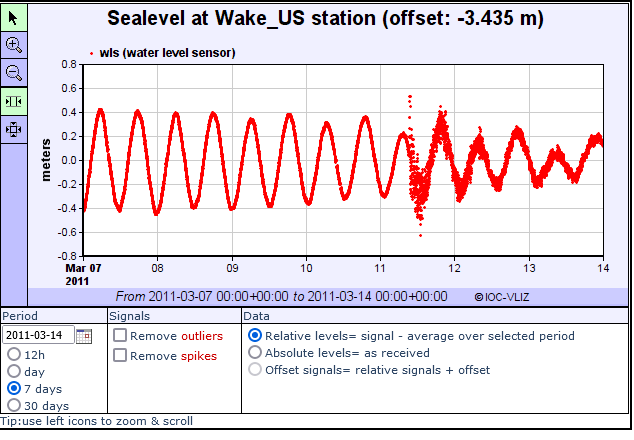 Sealevel at Wake_US station (offset: -3.435 m)
wls (water level sensor)
0.8
0.6
0.4
0.2
0.0
-0.2
-0.4
-0.6
-0.8
meters
Mar 07 08 09 10 11 12 13 14
2011
From 2011-03-07 00:00+00:00 to 2011-03-14 00:00+00:00 ©IOC-VLIZ
Period Signals Data
2011-03-14 Remove outliers Relative levels= signal - average over selected period
12h Remove spikes Absolute levels= as received
day Offset signals= relative signals + offset
7 days
30 days
Tip:use left icons to zoom & scroll